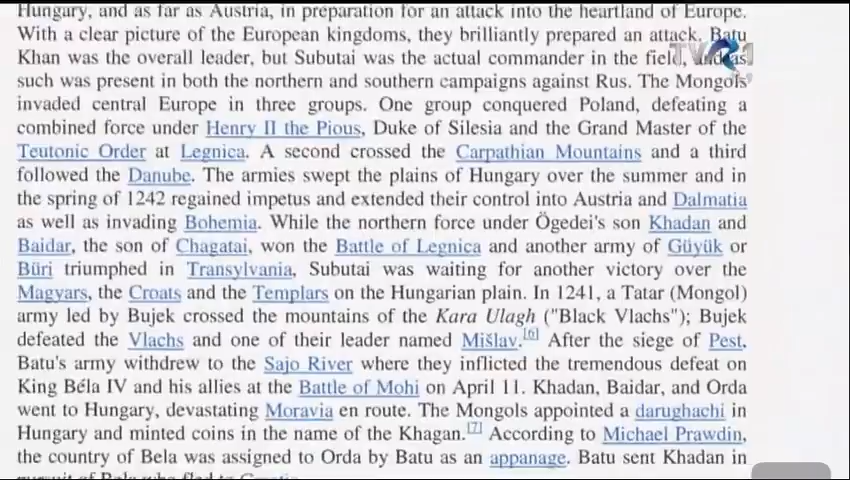 Hungary, and as far as Austria, in preparation for an attack into the heartland of Europe.
With a clear picture of the European kingdoms, they brilliantly prepared an attack. Batu
Khan was the overall leader, but Subutai was the actual commander in the field, and as
such was present in both the northern and southern campaigns against Rus. The Mongols
invaded central Europe in three groups. One group conquered Poland, defeating a
combined force under Henry II the Pious, Duke of Silesia and the Grand Master of the
Teutonic Order at Legnica. A second crossed the Carpathian Mountains and a third
followed the Danube. The armies swept the plains of Hungary over the summer and in
the spring of 1242 regained impetus and extended their control into Austria and Dalmatia
as well as invading Bohemia. While the northern force under Ögedei's son Khadan and
Baidar, the son of Chagatai, won the Battle of Legnica and another army of Güyük or
Büri triumphed in Transylvania, Subutai was waiting for another victory over the
Magyars, the Croats and the Templars on the Hungarian plain. In 1241, a Tatar (Mongol)
army led by Bujek crossed the mountains of the Kara Ulagh ("Black Vlachs"); Bujek
defeated the Vlachs and one of their leader named Mišlav.[6] After the siege of Pest,
Batu's army withdrew to the Sajo River where they inflicted the tremendous defeat on
King Béla IV and his allies at the Battle of Mohi on April 11. Khadan, Baidar, and Orda
went to Hungary, devastating Moravia en route. The Mongols appointed a darughachi in
Hungary and minted coins in the name of the Khagan.[7] According to Michael Prawdin,
the country of Bela was assigned to Orda by Batu as an appanage. Batu sent Khadan in
pursuit of Bela who fled to Croatia.